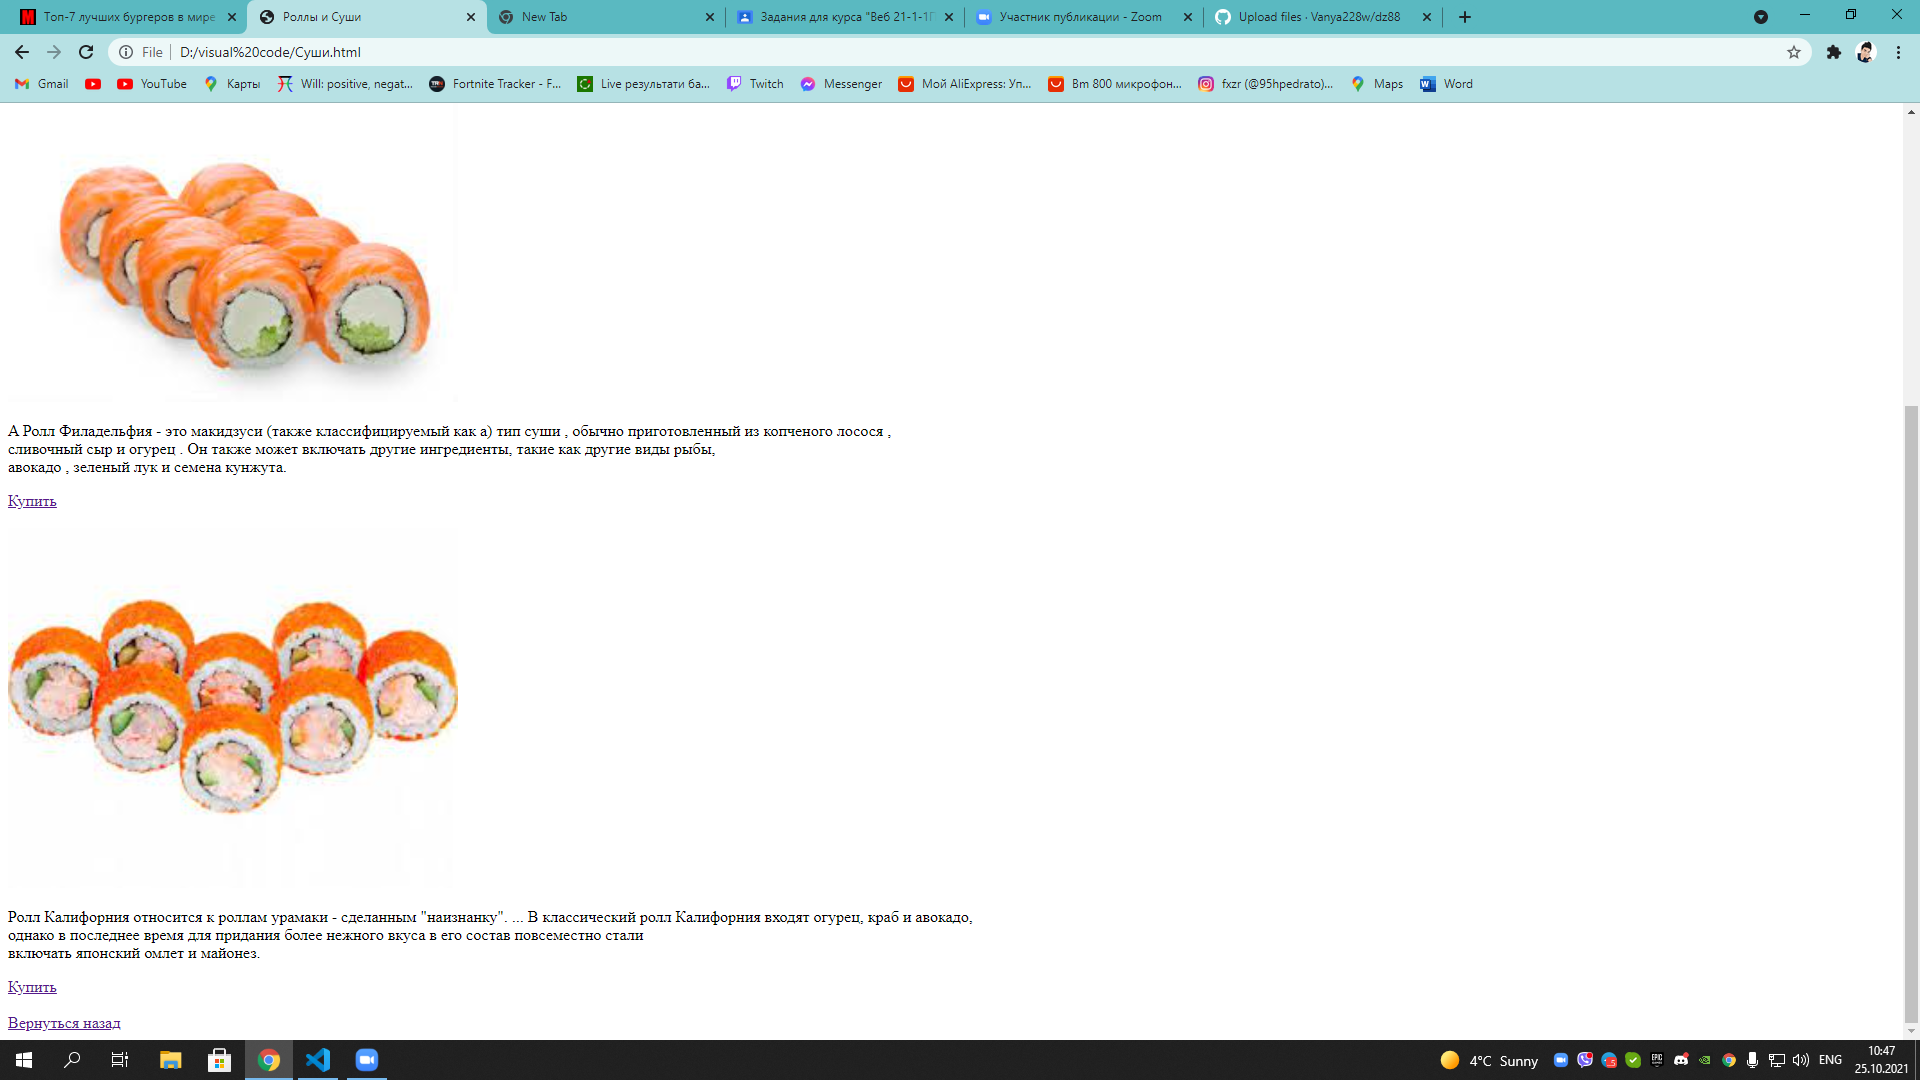 Топ-7 лучших бургеров в мире
Роллы и Суши
New Tab
Задания для курса "Веб 21-1-1Г
Участник публикации - Zoom
Upload files · Vanya228w/dz88
File
D:/visual%20code/Суши.html
Gmail
YouTube
Карты
Will: positive, negat...
Fortnite Tracker - F...
Live результати ба...
Twitch
Messenger
Мой AliExpress: Уп...
Bm 800 микрофон...
fxzr (@95hpedrato)...
Maps
Word
А Ролл Филадельфия - это макидзуси (также классифицируемый как а) тип суши , обычно приготовленный из копченого лосося ,
сливочный сыр и огурец . Он также может включать другие ингредиенты, такие как другие виды рыбы,
авокадо , зеленый лук и семена кунжута.
Купить
Ролл Калифорния относится к роллам урамаки - сделанным "наизнанку". ... В классический ролл Калифорния входят огурец, краб и авокадо,
однако в последнее время для придания более нежного вкуса в его состав повсеместно стали
включать японский омлет и майонез.
Купить
Вернуться назад
4°C Sunny
ENG
10:47
25.10.2021